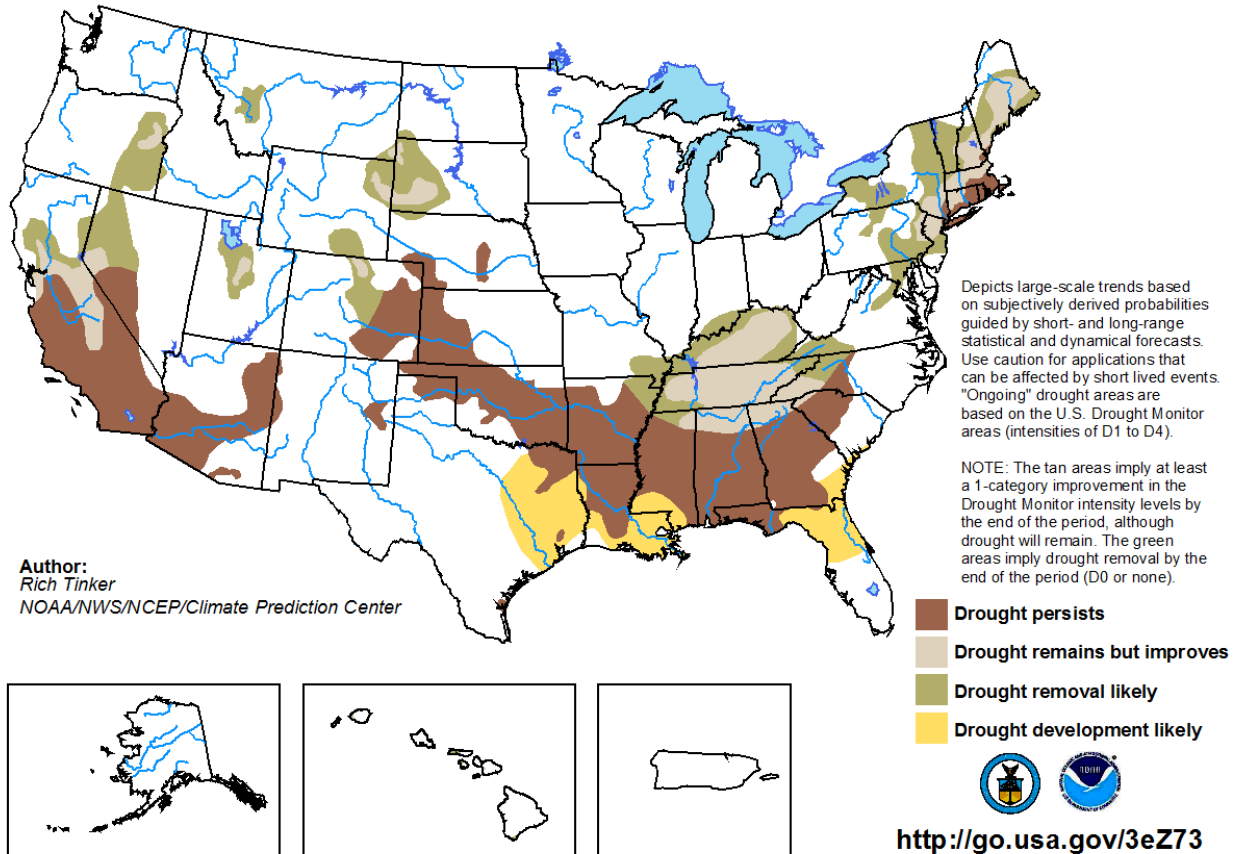 Depicts large-scale trends based
on subjectively derived probabilities
guided by short- and long-range
statistical and dynamical forecasts.
Use caution for applications that
can be affected by short lived events.
"Ongoing" drought areas are
based on the U.S. Drought Monitor
areas (intensities of D1 to D4).
NOTE: The tan areas imply at least
a 1-category improvement in the
Drought Monitor intensity levels by
the end of the period, although
drought will remain. The green
areas imply drought removal by the
end of the period (D0 or none).
Author:
Rich Tinker
NOAA/NWS/NCEP/Climate Prediction Center
Drought persists
Drought remains but improves
Drought removal likely
Drought development likely
http://go.usa.gov/3eZ73